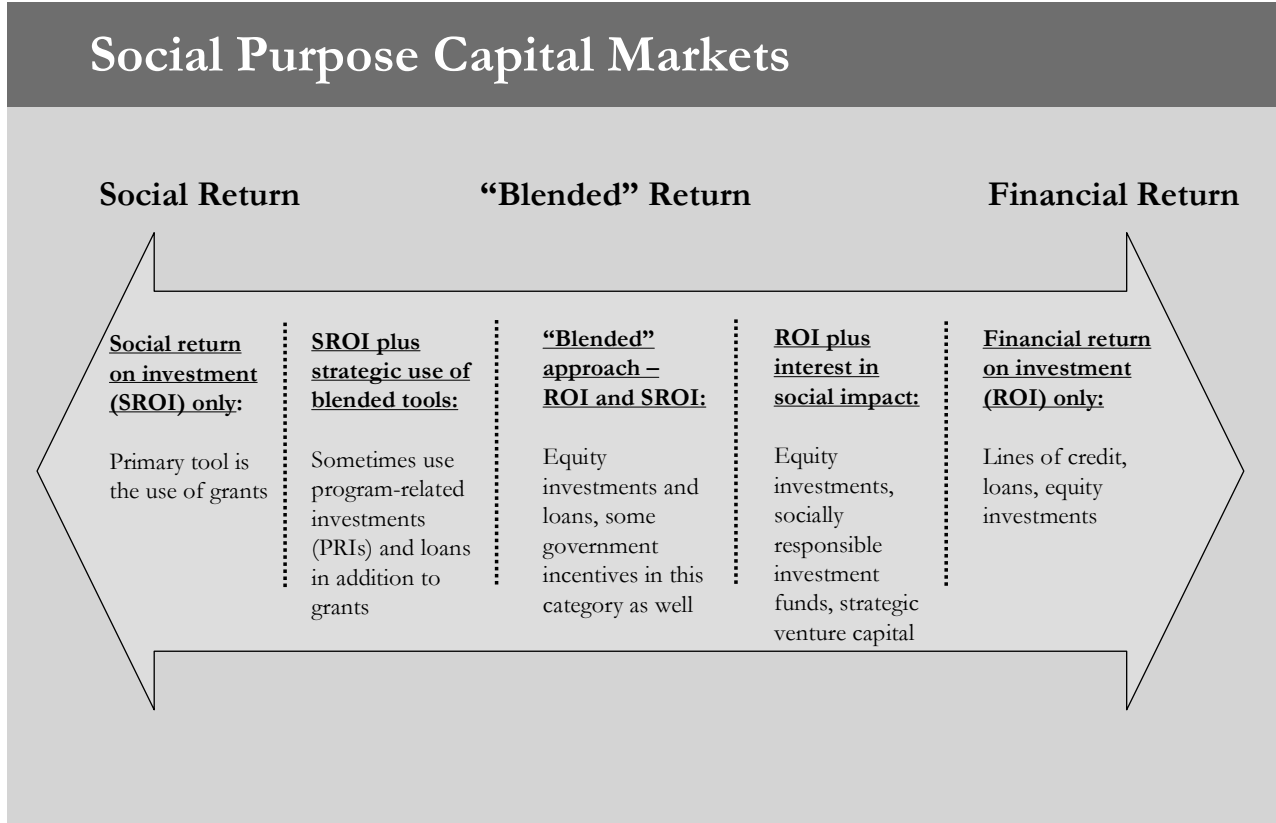 Social Purpose Capital Markets
Social Return
“Blended” Return
Financial Return
Social return
on investment
(SROI) only:
Primary tool is
the use of grants
SROI plus
strategic use of
blended tools:
Sometimes use
program-related
investments
(PRIs) and loans
in addition to
grants
“Blended”
approach –
ROI and SROI:
Equity
investments and
loans, some
government
incentives in this
category as well
ROI plus
interest in
social impact:
Equity
investments,
socially
responsible
investment
funds, strategic
venture capital
Financial return
on investment
(ROI) only:
Lines of credit,
loans, equity
investments